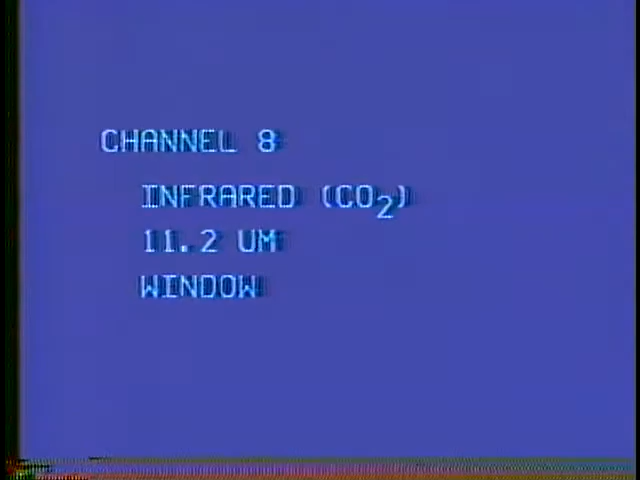 CHANNEL 8
INFRARED (CO₂)
11.2 UM
WINDOW